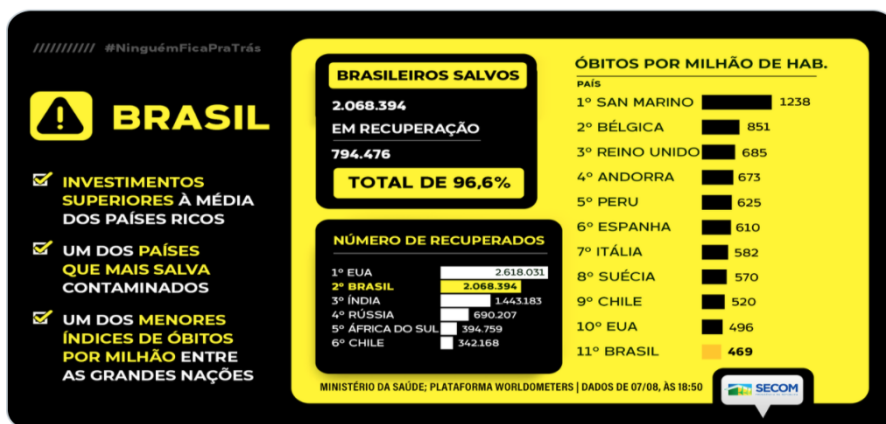 /////////// #NinguémFicaPraTrás
BRASIL
INVESTIMENTOS
SUPERIORES À MÉDIA
DOS PAÍSES RICOS
UM DOS PAÍSES
QUE MAIS SALVA
CONTAMINADOS
UM DOS MENORES
ÍNDICES DE ÓBITOS
POR MILHÃO ENTRE
AS GRANDES NAÇÕES
BRASILEIROS SALVOS
2.068.394
EM RECUPERAÇÃO
794.476
TOTAL DE 96,6%
NÚMERO DE RECUPERADOS
1º EUA 2.618.031
2º BRASIL 2.068.394
3º ÍNDIA 1.443.183
4º RÚSSIA 690.207
5º ÁFRICA DO SUL 394.759
6º CHILE 342.168
ÓBITOS POR MILHÃO DE HAB.
PAÍS
1º SAN MARINO 1238
2º BÉLGICA 851
3º REINO UNIDO 685
4º ANDORRA 673
5º PERU 625
6º ESPANHA 610
7º ITÁLIA 582
8º SUÉCIA 570
9º CHILE 520
10º EUA 496
11º BRASIL 469
MINISTÉRIO DA SAÚDE; PLATAFORMA WORLDOMETERS | DADOS DE 07/08, ÀS 18:50
SECOM